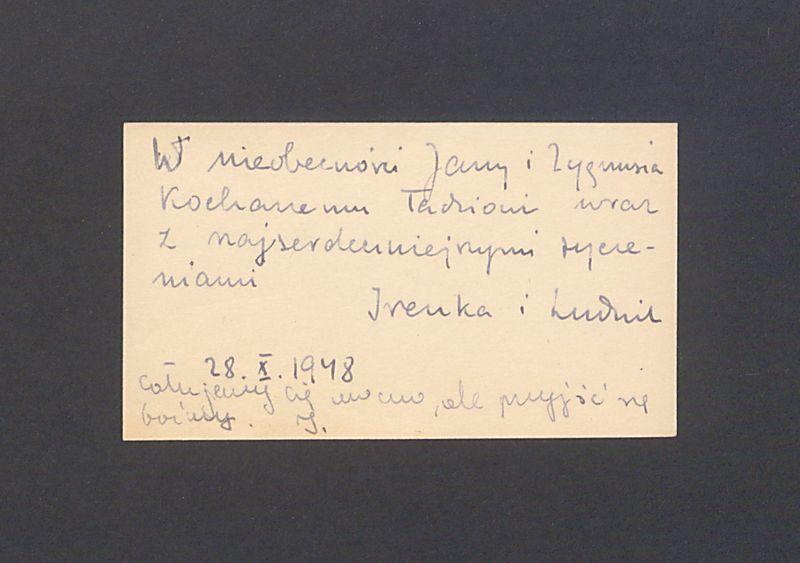 W nieobecności Jany i Zygmusia
Kochanemu Tadziowi wraz
z najserdeczniejszymi życze-
niami
Irenka i Ludwik
28. X. 1948
całujemy cię mocno, ale przyjść się
boimy. I.